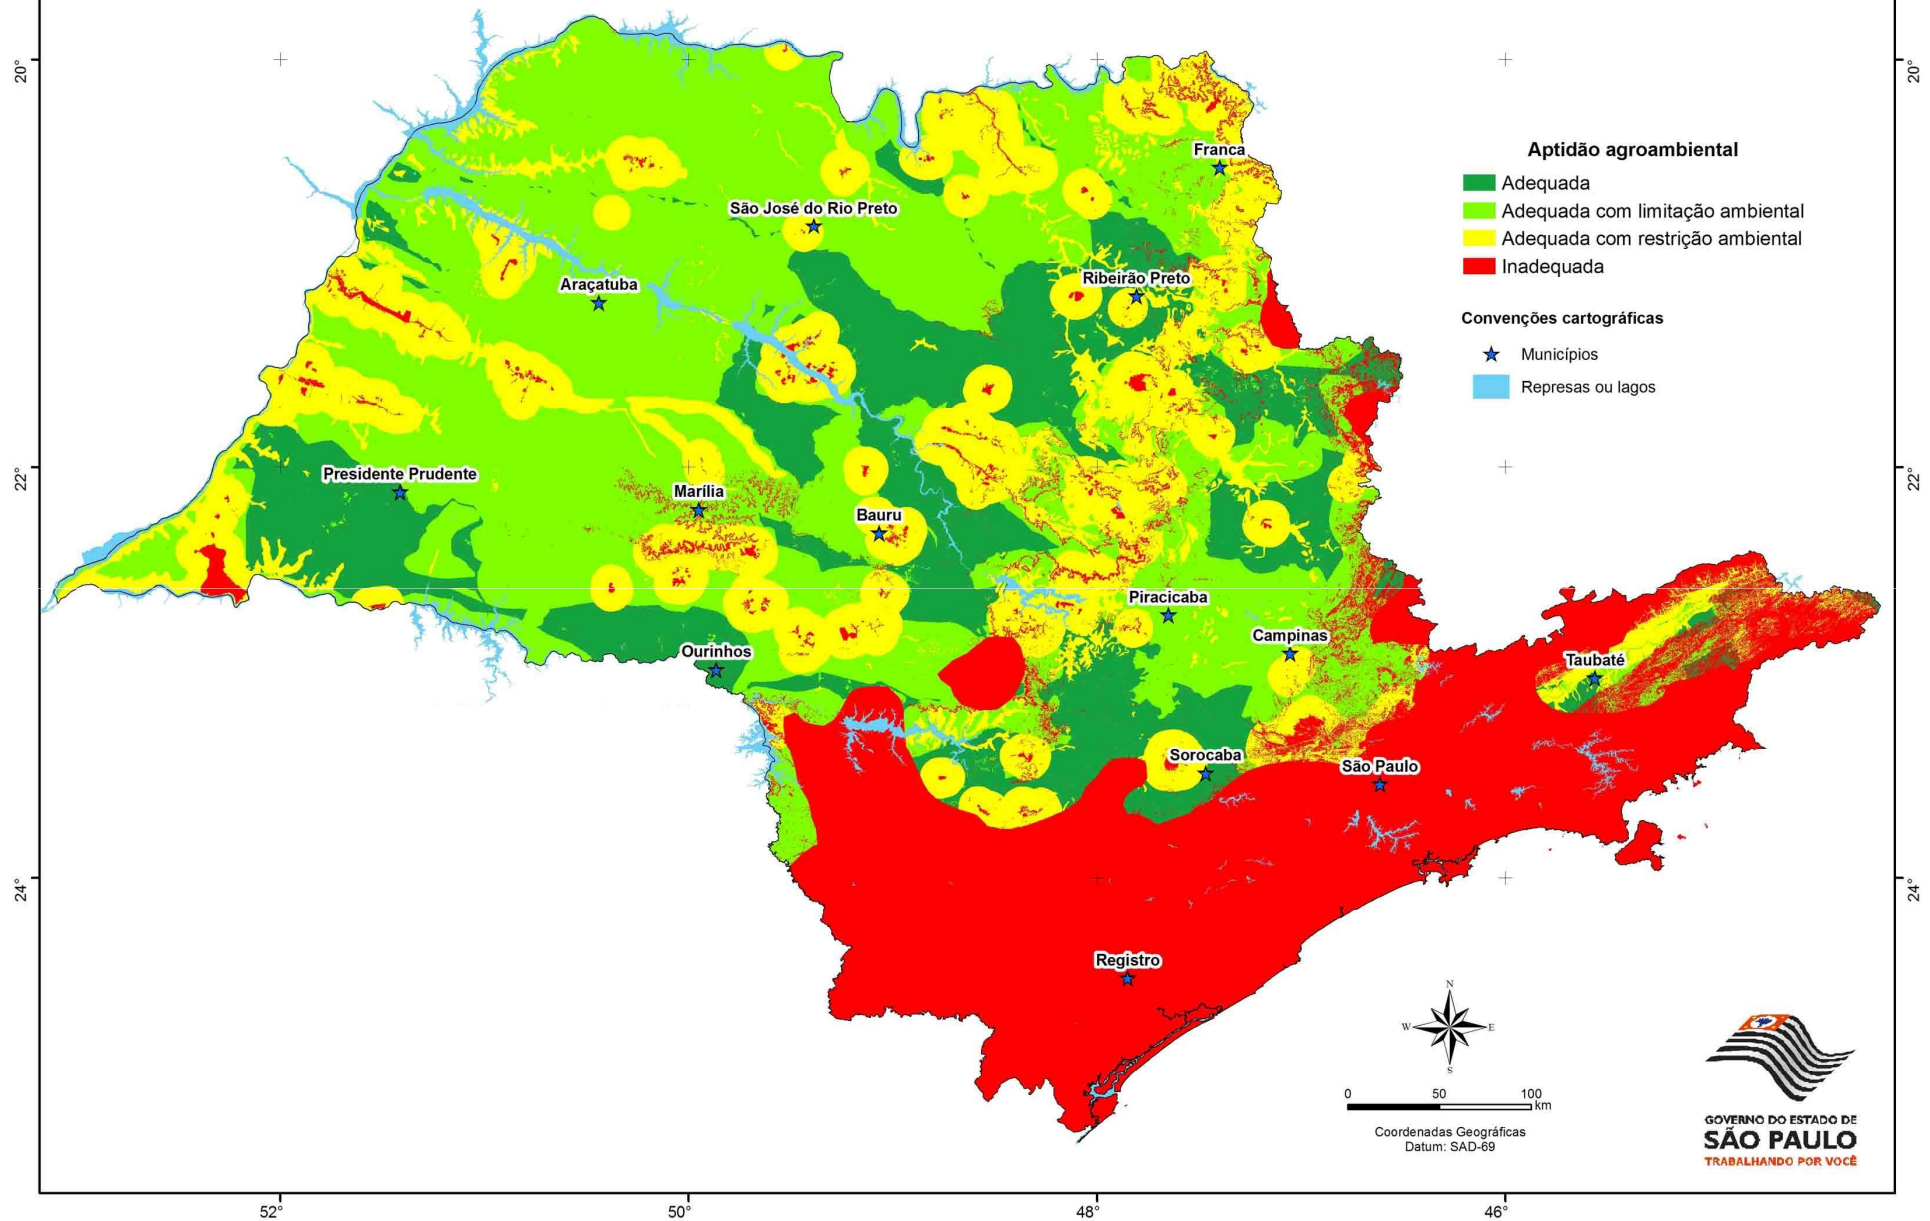 20°
20°
Franca
Aptidão agroambiental
Adequada
Adequada com limitação ambiental
Adequada com restrição ambiental
Inadequada
São José do Rio Preto
Araçatuba
Ribeirão Preto
Convenções cartográficas
Municípios
Represas ou lagos
22°
22°
Presidente Prudente
Marília
Bauru
Piracicaba
Campinas
Ourinhos
Taubaté
Sorocaba
São Paulo
24°
24°
Registro
N
W
E
S
0 50 100
km
Coordenadas Geográficas
Datum: SAD-69
GOVERNO DO ESTADO DE
SÃO PAULO
TRABALHANDO POR VOCÊ
52° 50° 48° 46°